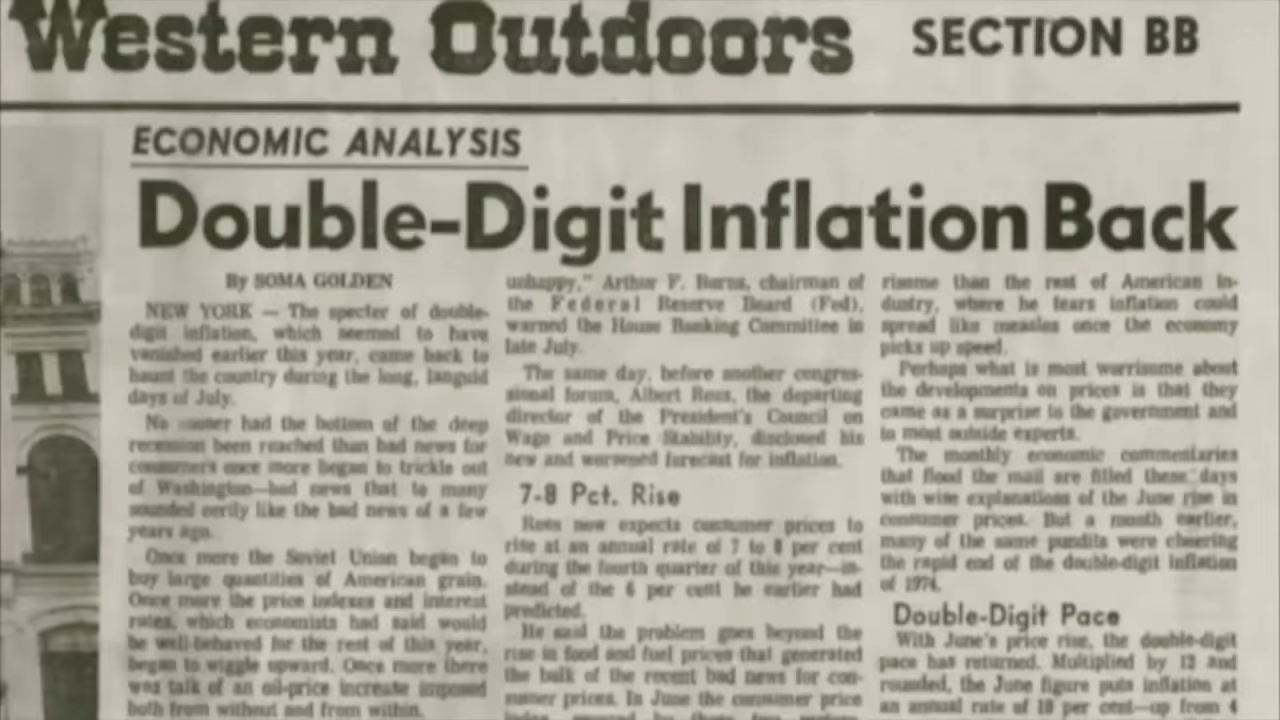 Western Outdoors
SECTION BB
ECONOMIC ANALYSIS
Double-Digit Inflation Back
By SOMA GOLDEN
NEW YORK — The specter of double-
digit inflation, which seemed to have
vanished earlier this year, came back to
haunt the country during the long, languid
days of July.
No sooner had the bottom of the deep
recession been reached than bad news for
consumers once more began to trickle out
of Washington—bad news that to many
sounded eerily like the bad news of a few
years ago.
Once more the Soviet Union began to
buy large quantities of American grain.
Once more the price indexes and interest
rates, which economists had said would
be well-behaved for the rest of this year,
began to wiggle upward. Once more there
was talk of an oil-price increase imposed
both from without and from within.
unhappy," Arthur F. Burns, chairman of
the Federal Reserve Board (Fed),
warned the House Banking Committee in
late July.
The same day, before another congres-
sional forum, Albert Rees, the departing
director of the President's Council on
Wage and Price Stability, disclosed his
new and worsened forecast for inflation.
7-8 Pct. Rise
Rees now expects consumer prices to
rise at an annual rate of 7 to 8 per cent
during the fourth quarter of this year—in-
stead of the 6 per cent he earlier had
predicted.
He said the problem goes beyond the
rise in food and fuel prices that generated
the bulk of the recent bad news for con-
sumer prices. In June the consumer price
risome than the rest of American in-
dustry, where he fears inflation could
spread like measles once the economy
picks up speed.
Perhaps what is most worrisome about
the developments on prices is that they
came as a surprise to the government and
to most outside experts.
The monthly economic commentaries
that flood the mail are filled these days
with wise explanations of the June rise in
consumer prices. But a month earlier,
many of the same pundits were cheering
the rapid end of the double-digit inflation
of 1974.
Double-Digit Pace
With June's price rise, the double-digit
pace has returned. Multiplied by 12 and
rounded, the June figure puts inflation at
an annual rate of 10 per cent—up from 4